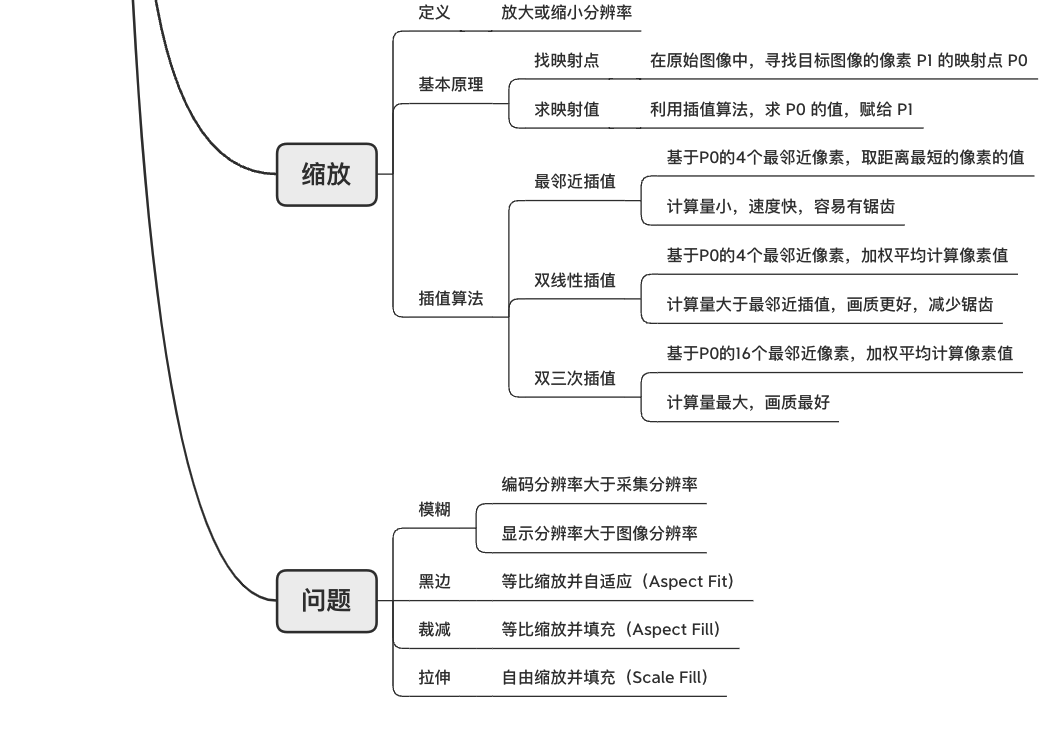 定义
放大或缩小分辨率
基本原理
找映射点
在原始图像中，寻找目标图像的像素 P1 的映射点 P0
求映射值
利用插值算法，求 P0 的值，赋给 P1
缩放
插值算法
最邻近插值
基于P0的4个最邻近像素，取距离最短的像素的值
计算量小，速度快，容易有锯齿
双线性插值
基于P0的4个最邻近像素，加权平均计算像素值
计算量大于最邻近插值，画质更好，减少锯齿
双三次插值
基于P0的16个最邻近像素，加权平均计算像素值
计算量最大，画质最好
问题
模糊
编码分辨率大于采集分辨率
显示分辨率大于图像分辨率
黑边
等比缩放并自适应（Aspect Fit）
裁减
等比缩放并填充（Aspect Fill）
拉伸
自由缩放并填充（Scale Fill）